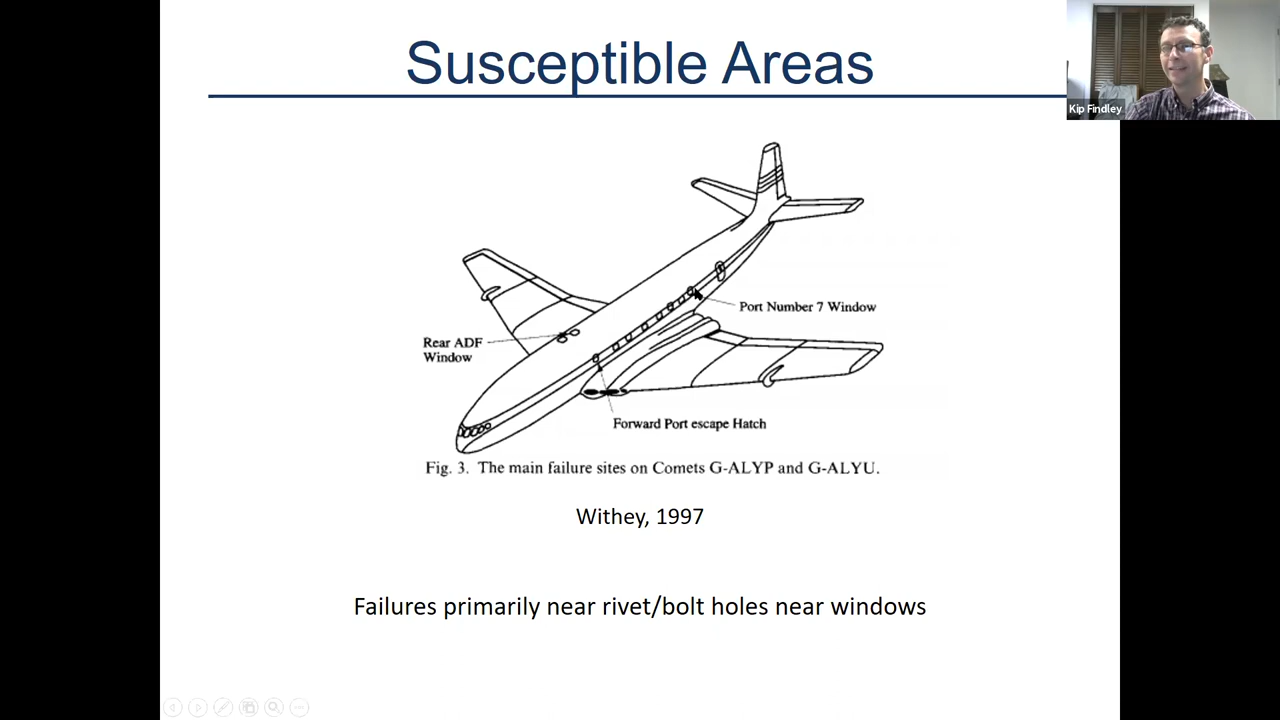 Susceptible Areas
Kip Findley
Port Number 7 Window
Rear ADF
Window
Forward Port escape Hatch
Fig. 3. The main failure sites on Comets G-ALYP and G-ALYU.
Withey, 1997
Failures primarily near rivet/bolt holes near windows